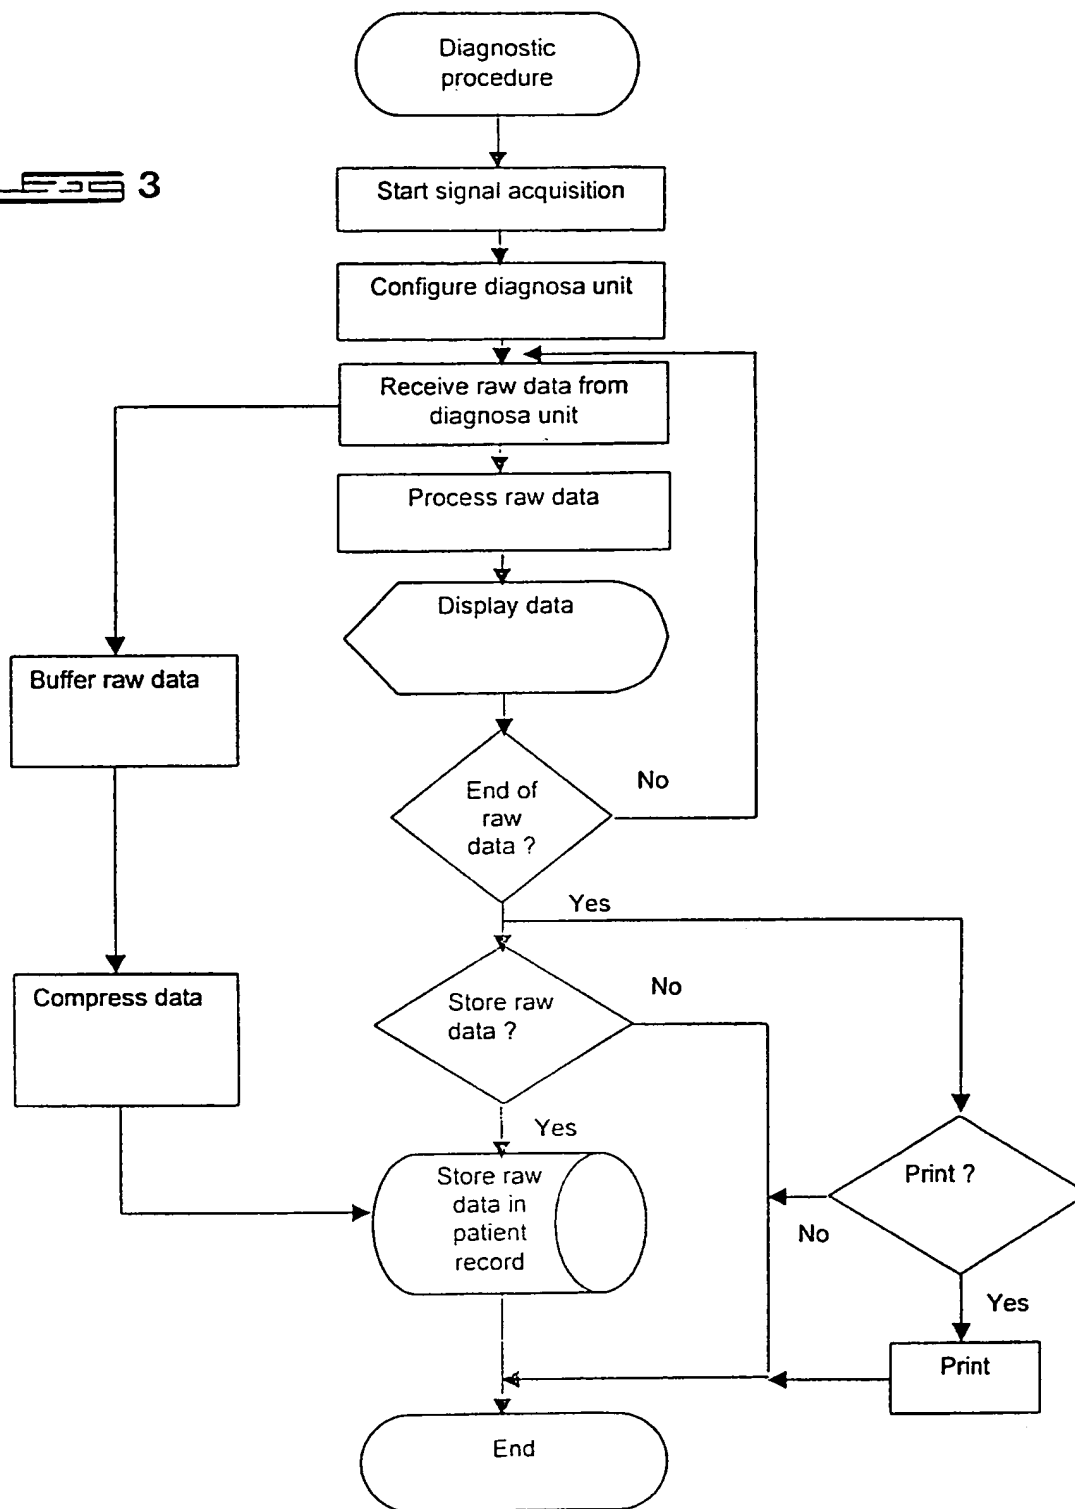 Diagnostic
procedure
3
Start signal acquisition
Configure diagnosa unit
Receive raw data from
diagnosa unit
Process raw data
Display data
Buffer raw data
End of
raw
data ?
No
Yes
Compress data
Store raw
data ?
No
Yes
Store raw
data in
patient
record
Print ?
No
Yes
Print
End